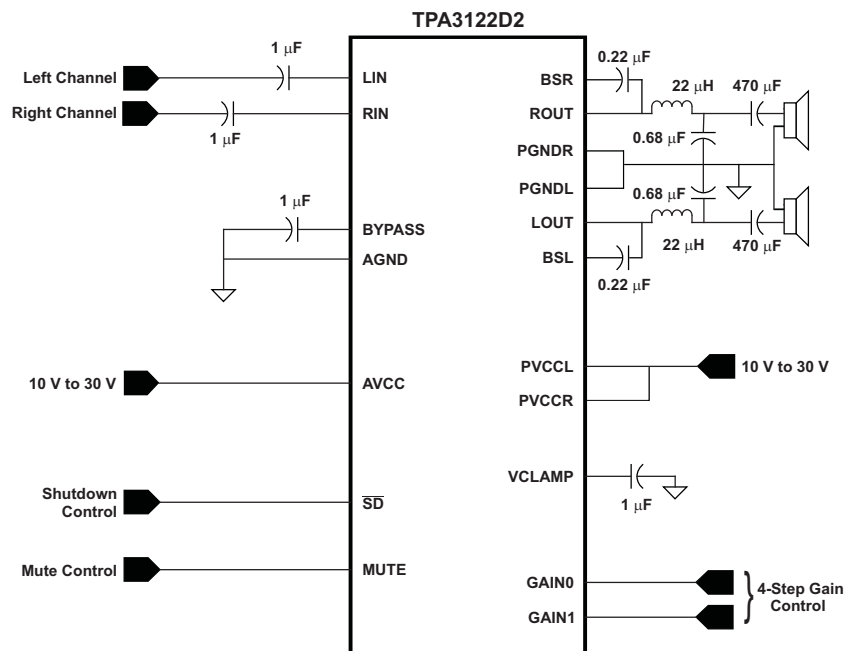 TPA3122D2
1 μF
Left Channel
LIN
Right Channel
RIN
1 μF
1 μF
BYPASS
AGND
10 V to 30 V
AVCC
Shutdown
Control
SD
Mute Control
MUTE
0.22 μF
BSR
22 μH
470 μF
ROUT
0.68 μF
PGNDR
PGNDL
0.68 μF
LOUT
22 μH
470 μF
BSL
0.22 μF
PVCCL
10 V to 30 V
PVCCR
VCLAMP
1 μF
GAIN0
GAIN1
4-Step Gain
Control